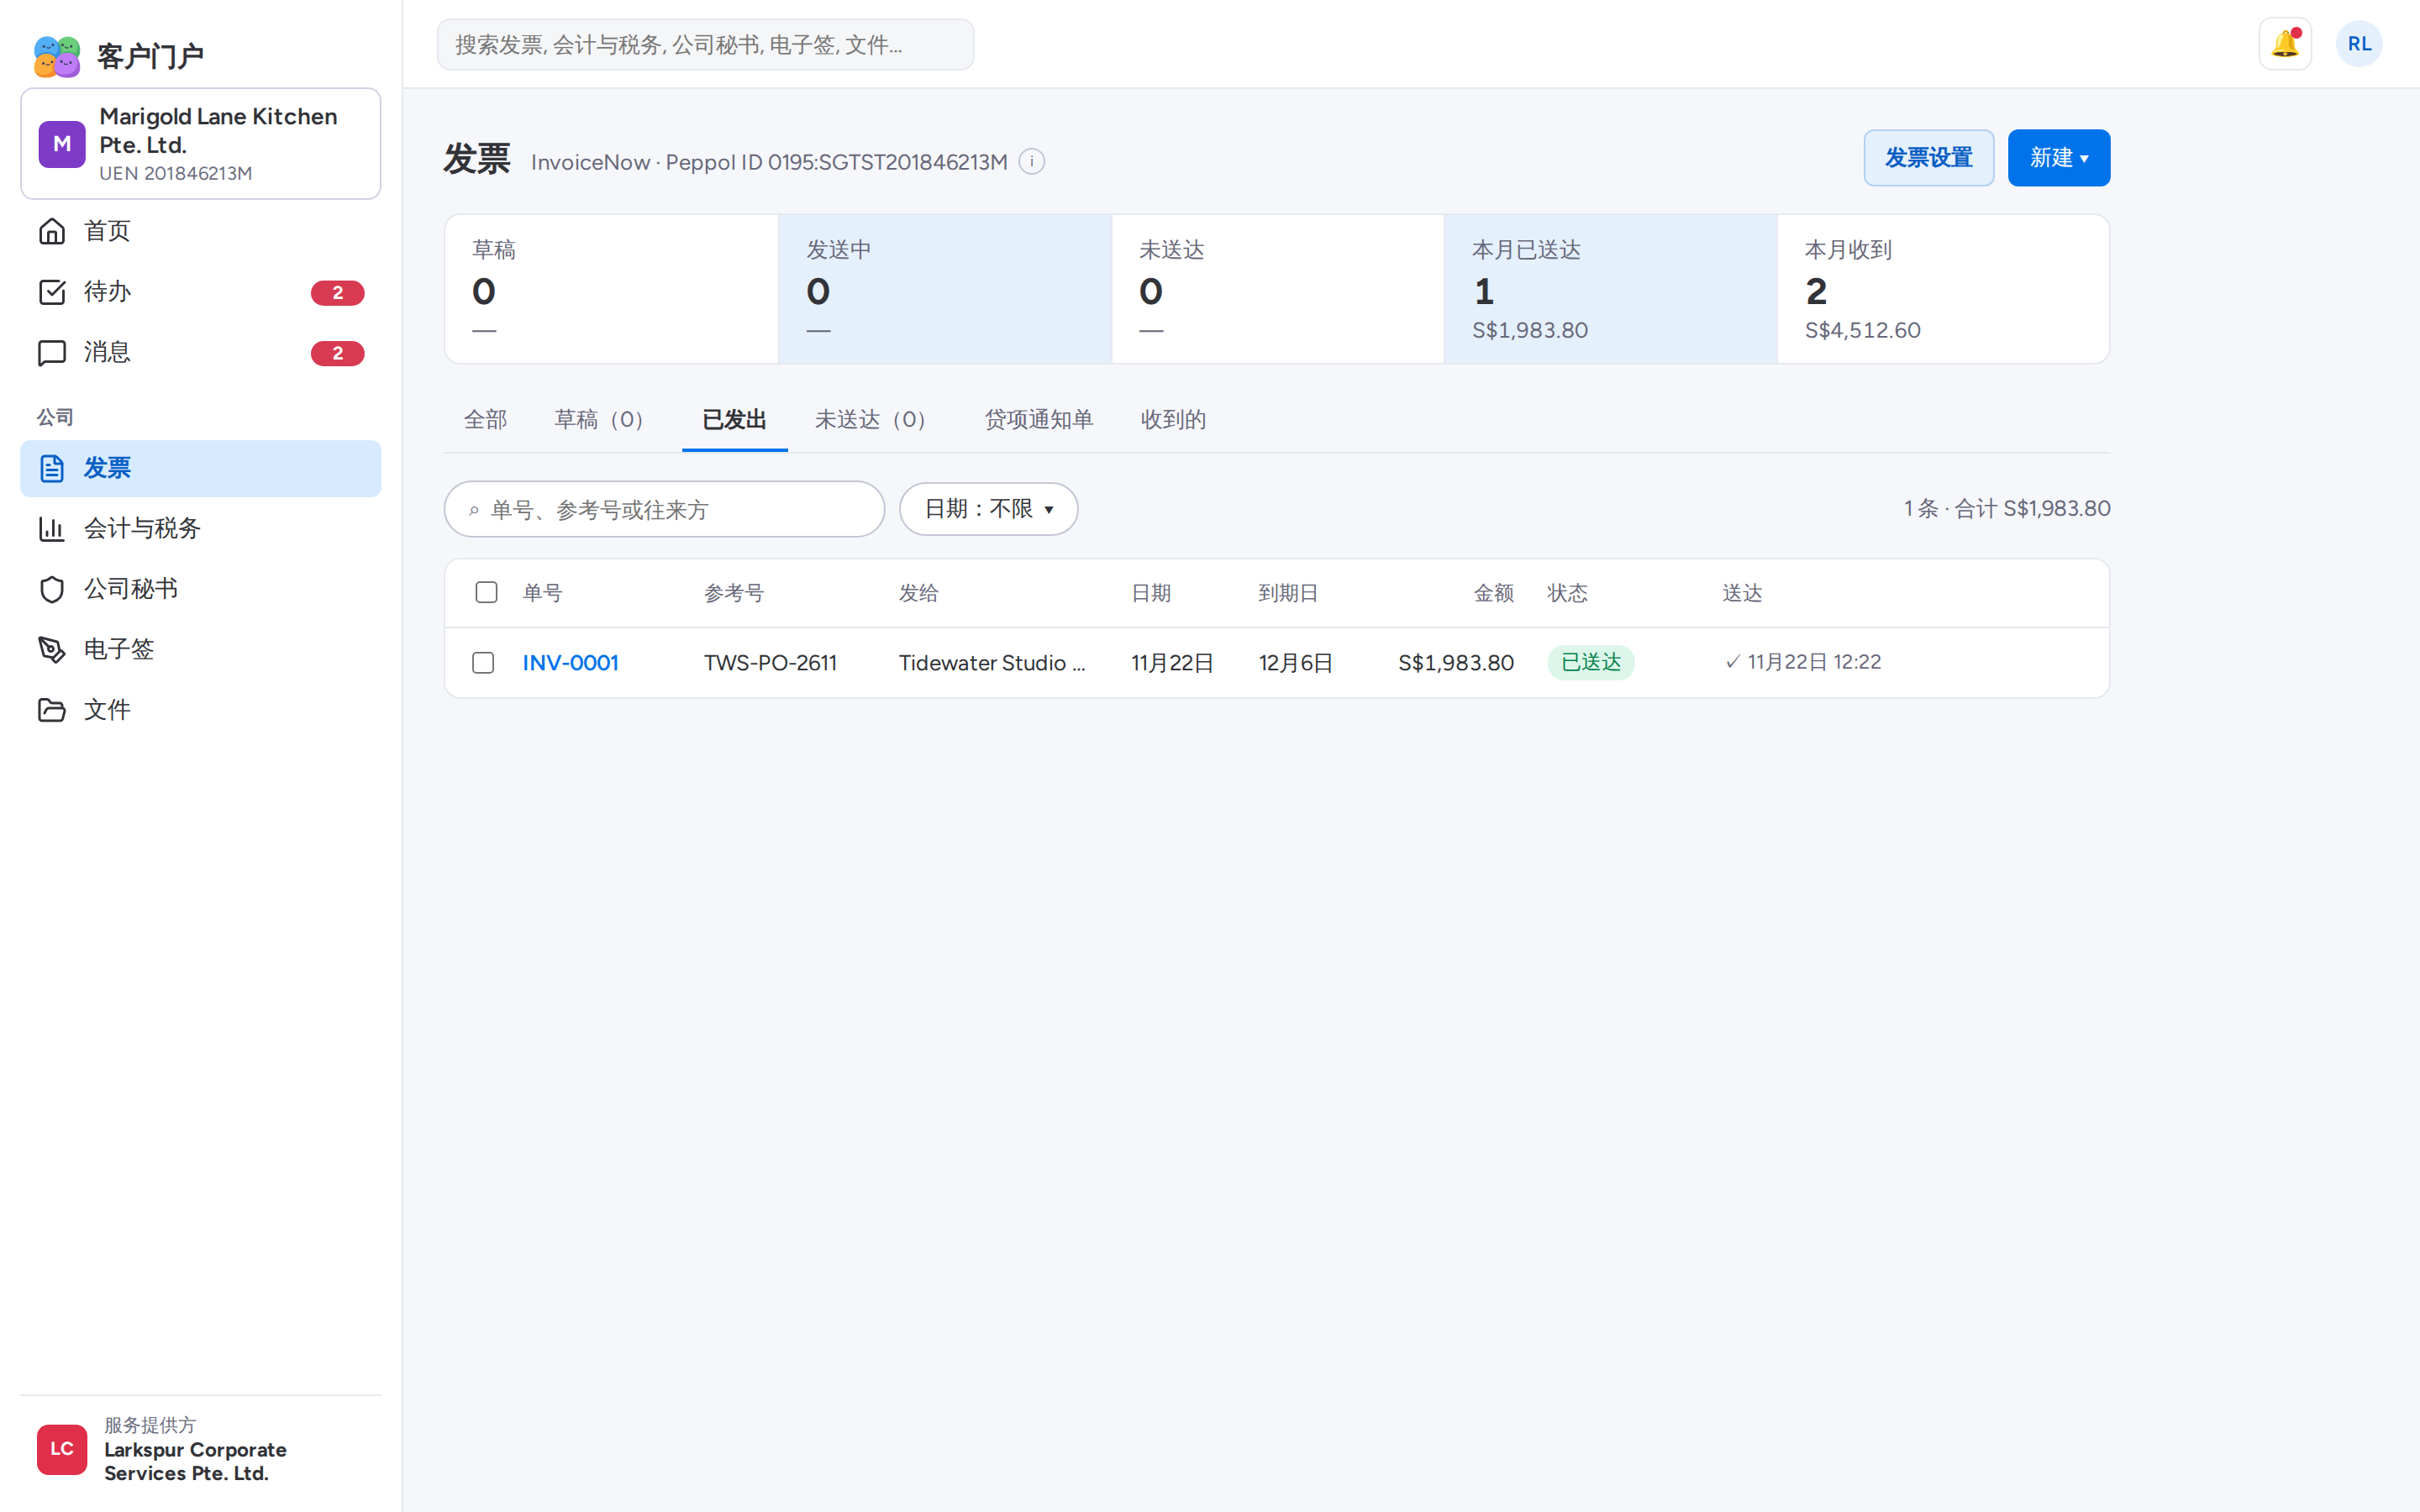 客户门户
M
Marigold Lane Kitchen
Pte. Ltd.
UEN 201846213M
首页
待办 2
消息 2
公司
发票
会计与税务
公司秘书
电子签
文件
LC
服务提供方
Larkspur Corporate
Services Pte. Ltd.
搜索发票, 会计与税务, 公司秘书, 电子签, 文件...
RL
发票 InvoiceNow · Peppol ID 0195:SGTST201846213M i
发票设置 新建 ▾
草稿 发送中 未送达 本月已送达 本月收到
0 0 0 1 2
— — — S$1,983.80 S$4,512.60
全部 草稿（0） 已发出 未送达（0） 贷项通知单 收到的
单号、参考号或往来方 日期：不限 ▾ 1 条 · 合计 S$1,983.80
单号 参考号 发给 日期 到期日 金额 状态 送达
INV-0001 TWS-PO-2611 Tidewater Studio ... 11月22日 12月6日 S$1,983.80 已送达 ✓ 11月22日 12:22